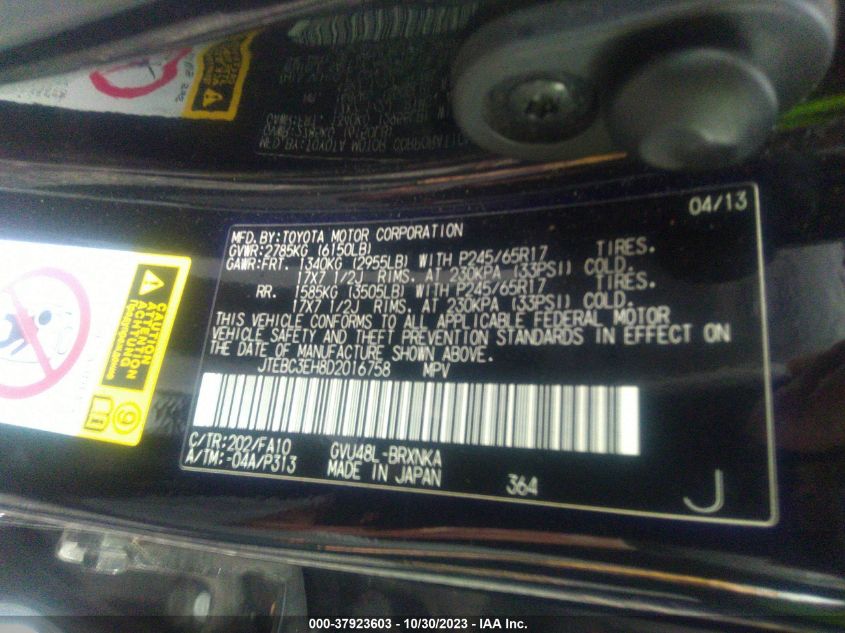 04/13
MFD. BY: TOYOTA MOTOR CORPORATION
GVWR: 2785KG (6150LB)
GAWR: FRT. 1340KG (2955LB) WITH P245/65R17 TIRES.
17X7 1/2J RIMS. AT 230KPA (33PSI) COLD.
RR. 1585KG (3505LB) WITH P245/65R17 TIRES.
17X7 1/2J RIMS. AT 230KPA (33PSI) COLD.
THIS VEHICLE CONFORMS TO ALL APPLICABLE FEDERAL MOTOR
VEHICLE SAFETY AND THEFT PREVENTION STANDARDS IN EFFECT ON
THE DATE OF MANUFACTURE SHOWN ABOVE.
JTEBC3EH8D2016758 MPV
C/TR: 202/FA10 GVU48L-BRXNKA
A/TM: -04A/P313 MADE IN JAPAN 364
J
CAUTION
ATTENTION
ACHTUNG
000-37923603 - 10/30/2023 - IAA Inc.